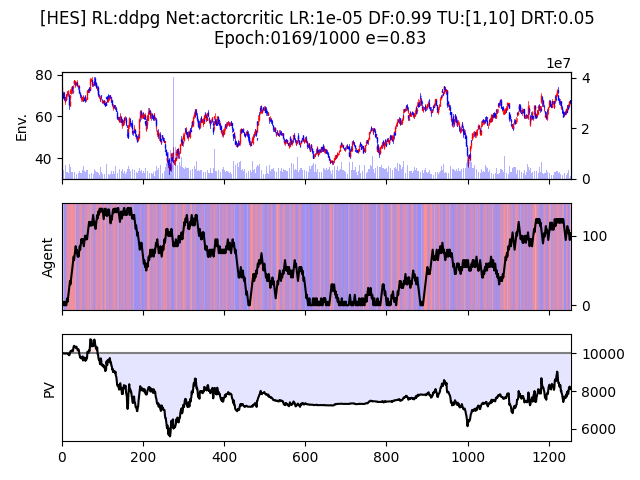 [HES] RL:ddpg Net:actorcritic LR:1e-05 DF:0.99 TU:[1,10] DRT:0.05
Epoch:0169/1000 e=0.83
1e7
80
60
40
Env.
4
2
0
Agent
100
0
PV
10000
8000
6000
0 200 400 600 800 1000 1200